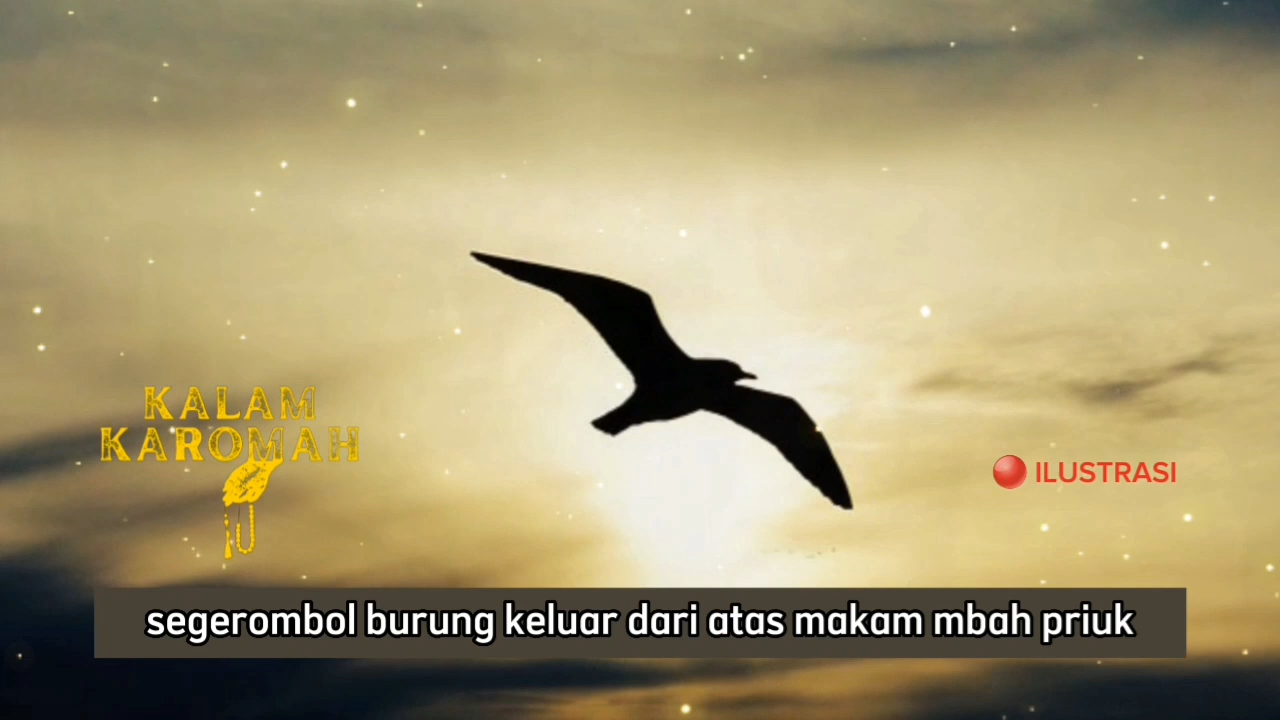 KALAM
KAROMAH
ILUSTRASI
segerombol burung keluar dari atas makam mbah priuk